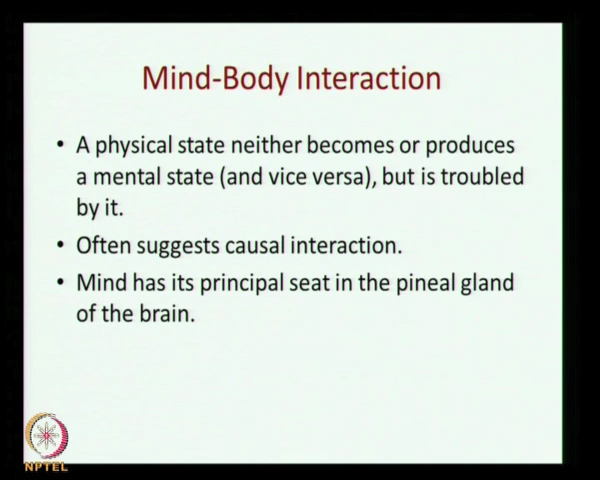 Mind-Body Interaction
• A physical state neither becomes or produces
a mental state (and vice versa), but is troubled
by it.
• Often suggests causal interaction.
• Mind has its principal seat in the pineal gland
of the brain.
NPTEL